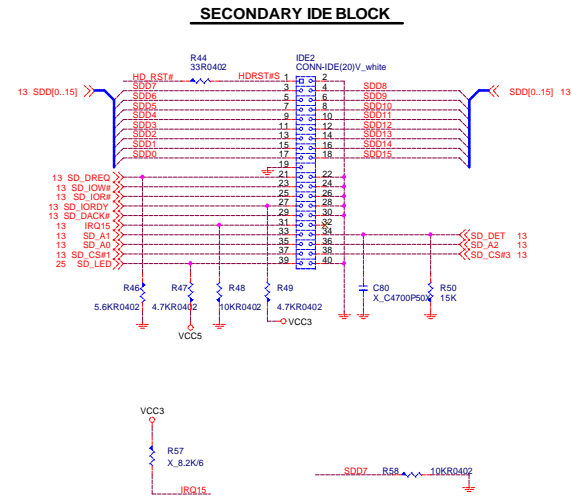 SECONDARY IDE BLOCK
R44
33R0402
IDE2
CONN-IDE(20)V_white
HD_RST# HDRST#S 1 2
13 SDD[0..15] SDD7 3 4 SDD8 SDD[0..15] 13
SDD6 5 6 SDD9
SDD5 7 8 SDD10
SDD4 9 10 SDD11
SDD3 11 12 SDD12
SDD2 13 14 SDD13
SDD1 15 16 SDD14
SDD0 17 18 SDD15
19
13 SD_DREQ 21 22
13 SD_IOW# 23 24
13 SD_IOR# 25 26
13 SD_IORDY 27 28
13 SD_DACK# 29 30
13 IRQ15 31 32
13 SD_A1 33 34 SD_DET 13
13 SD_A0 35 36 SD_A2 13
13 SD_CS#1 37 38 SD_CS#3 13
25 SD_LED 39 40
R46 R47 R48 R49 C80 R50
5.6KR0402 4.7KR0402 10KR0402 4.7KR0402 X_C4700P50X 15K
VCC5
VCC3
VCC3
R57
X_8.2K/6
IRQ15
SDD7 R58 10KR0402